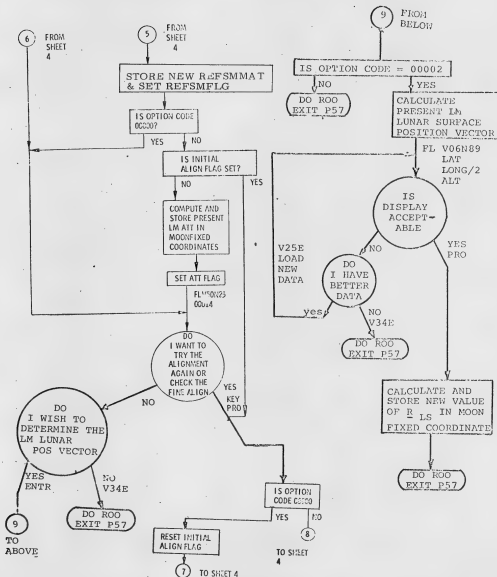 6
FROM
SHEET
4
5
FROM
SHEET
4
STORE NEW REFSMMAT
& SET REFSMFLG
IS OPTION CODE
YES
NO
IS INITIAL
ALIGN FLAG SET?
NO
YES
COMPUTE AND
STORE PRESENT
LM ATT IN
MOONFIXED
COORDINATES
SET ATT FLAG
DO
I WANT TO
TRY THE
ALIGNMENT
AGAIN OR
CHECK THE
FINE ALIGN
NO
YES
KEY
PRO
DO
I WISH TO
DETERMINE THE
LM LUNAR
POS VECTOR
YES
ENTR
NO
V34E
9
TO
ABOVE
DO ROO
EXIT P57
IS OPTION
CODE
YES
NO
RESET INITIAL
ALIGN FLAG
7
TO SHEET 4
8
TO SHEET
4
9
FROM
BELOW
IS OPTION CODE = 00002
NO
YES
DO ROO
EXIT P57
CALCULATE
PRESENT LM
LUNAR SURFACE
POSITION VECTOR
FL V06N89
LAT
LONG/2
ALT
IS
DISPLAY
ACCEPT-
ABLE
NO
YES
PRO
V25E
LOAD
NEW
DATA
DO
I HAVE
BETTER
DATA
yes
NO
V34E
DO ROO
EXIT P57
CALCULATE AND
STORE NEW VALUE
OF R LS IN MOON
FIXED COORDINATE
DO ROO
EXIT P57